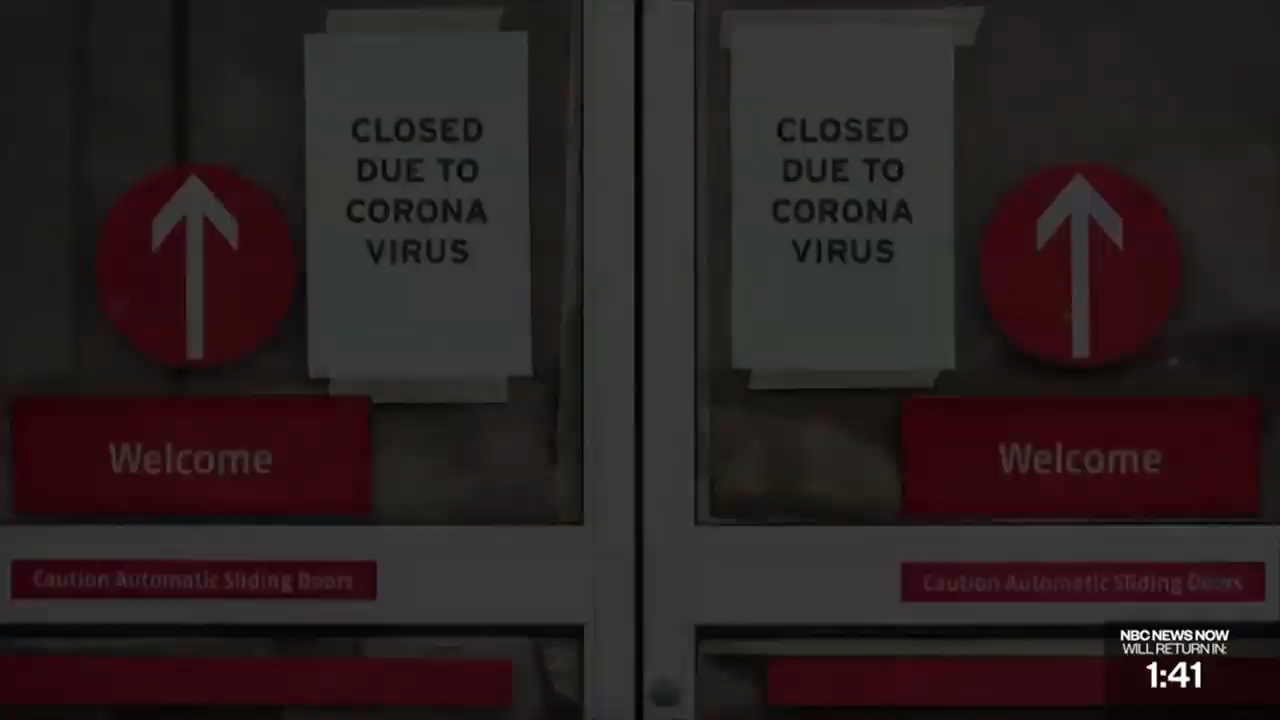 CLOSED
DUE TO
CORONA
VIRUS
CLOSED
DUE TO
CORONA
VIRUS
Welcome
Welcome
Caution Automatic Sliding Doors
Caution Automatic Sliding Doors
NBC NEWS NOW
WILL RETURN IN:
1:41